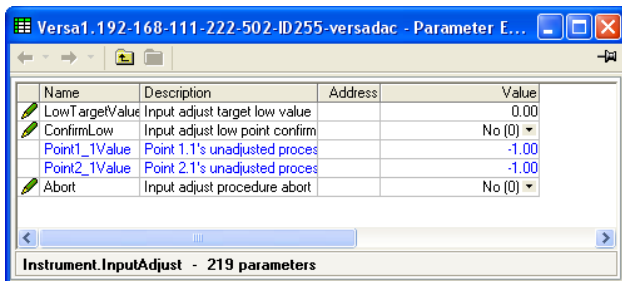 Versa1.192-168-111-222-502-ID255-versadac - Parameter E...
Name Description Address Value
LowTargetValue Input adjust target low value 0.00
ConfirmLow Input adjust low point confirm No (0)
Point1_1Value Point 1.1's unadjusted proces -1.00
Point2_1Value Point 2.1's unadjusted proces -1.00
Abort Input adjust procedure abort No (0)
Instrument.InputAdjust - 219 parameters